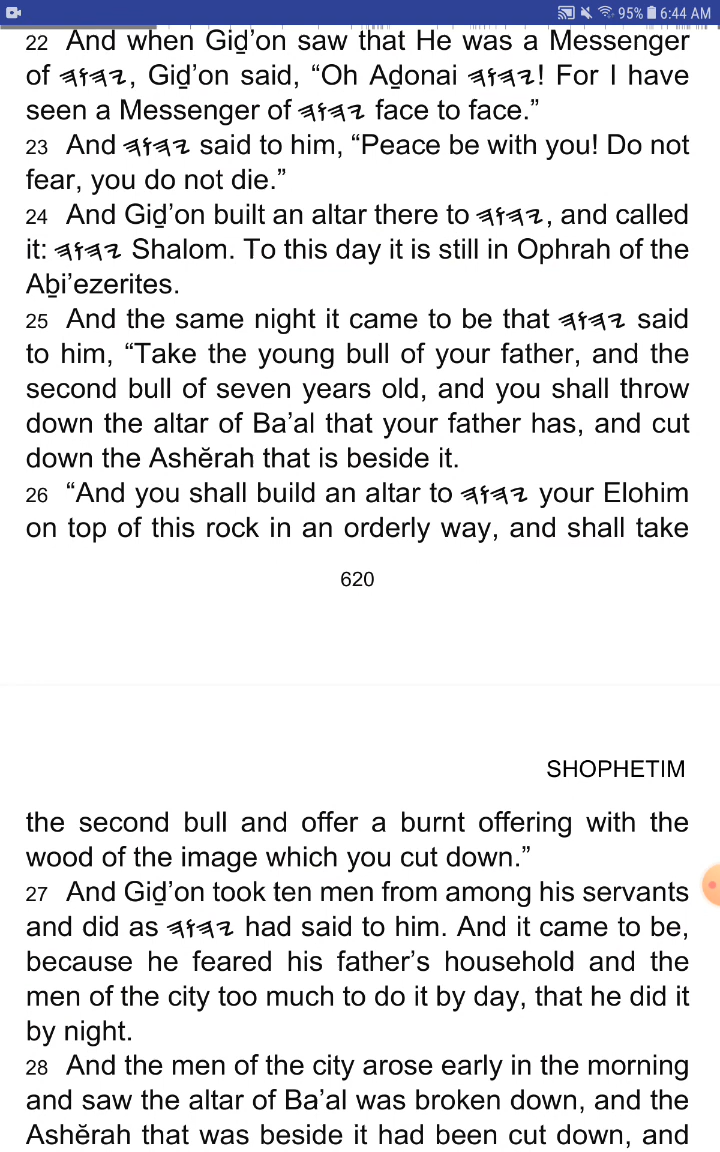 95% 6:44 AM
22 And when Giḏ’on saw that He was a Messenger
of 𐤉𐤄𐤅𐤄, Giḏ’on said, “Oh Aḏonai 𐤉𐤄𐤅𐤄! For I have
seen a Messenger of 𐤉𐤄𐤅𐤄 face to face.”
23 And 𐤉𐤄𐤅𐤄 said to him, “Peace be with you! Do not
fear, you do not die.”
24 And Giḏ’on built an altar there to 𐤉𐤄𐤅𐤄, and called
it: 𐤉𐤄𐤅𐤄 Shalom. To this day it is still in Ophrah of the
Aḇi’ezerites.
25 And the same night it came to be that 𐤉𐤄𐤅𐤄 said
to him, “Take the young bull of your father, and the
second bull of seven years old, and you shall throw
down the altar of Ba’al that your father has, and cut
down the Ashĕrah that is beside it.
26 “And you shall build an altar to 𐤉𐤄𐤅𐤄 your Elohim
on top of this rock in an orderly way, and shall take
620
SHOPHETIM
the second bull and offer a burnt offering with the
wood of the image which you cut down.”
27 And Giḏ’on took ten men from among his servants
and did as 𐤉𐤄𐤅𐤄 had said to him. And it came to be,
because he feared his father’s household and the
men of the city too much to do it by day, that he did it
by night.
28 And the men of the city arose early in the morning
and saw the altar of Ba’al was broken down, and the
Ashĕrah that was beside it had been cut down, and